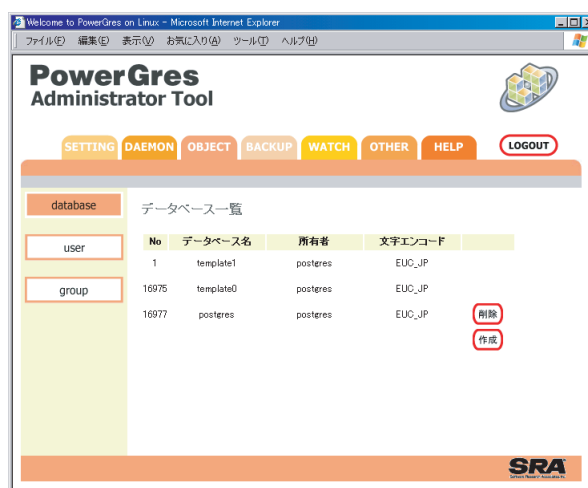 Welcome to PowerGres on Linux - Microsoft Internet Explorer
ファイル(F) 編集(E) 表示(V) お気に入り(A) ツール(T) ヘルプ(H)
PowerGres
Administrator Tool
SETTING DAEMON OBJECT BACKUP WATCH OTHER HELP LOGOUT
database
データベース一覧
user
group
No データベース名 所有者 文字エンコード
1 template1 postgres EUC_JP
16975 template0 postgres EUC_JP
16977 postgres postgres EUC_JP 削除
作成
SRA